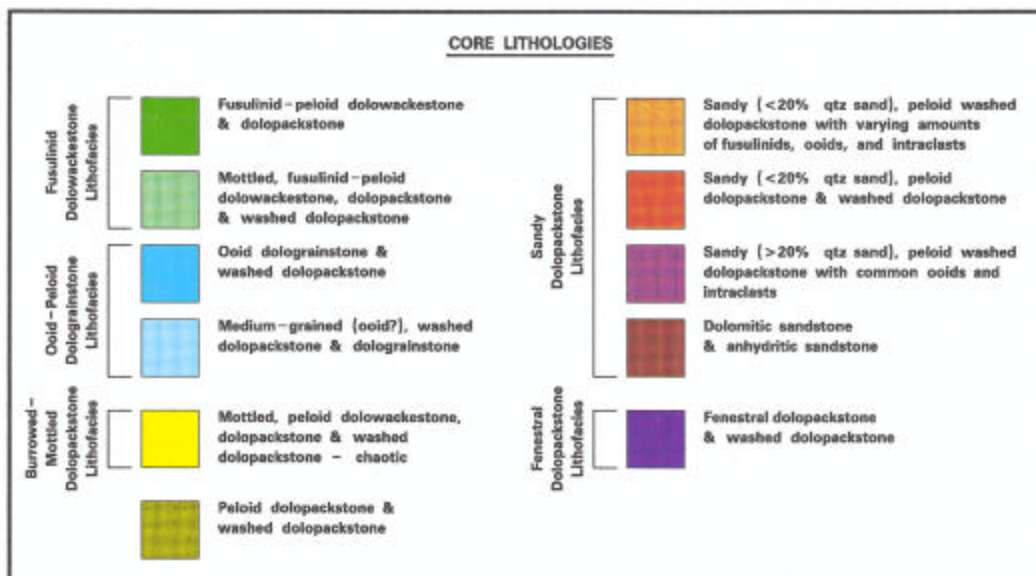 CORE LITHOLOGIES
Fusulinid
Dolowackestone
Lithofacies
Fusulinid–peloid dolowackestone
& dolopackstone
Mottled, fusulinid–peloid
dolowackestone, dolopackstone
& washed dolopackstone
Ooid–Peloid
Dolograinstone
Lithofacies
Ooid dolograinstone &
washed dolopackstone
Medium–grained (ooid?), washed
dolopackstone & dolograinstone
Burrowed–
Mottled
Dolopackstone
Lithofacies
Mottled, peloid dolowackestone,
dolopackstone & washed
dolopackstone – chaotic
Peloid dolopackstone &
washed dolopackstone
Sandy
Dolopackstone
Lithofacies
Sandy (<20% qtz sand), peloid washed
dolopackstone with varying amounts
of fusulinids, ooids, and intraclasts
Sandy (<20% qtz sand), peloid
dolopackstone & washed dolopackstone
Sandy (>20% qtz sand), peloid washed
dolopackstone with common ooids and
intraclasts
Dolomitic sandstone
& anhydritic sandstone
Fenestral
Dolopackstone
Lithofacies
Fenestral dolopackstone
& washed dolopackstone